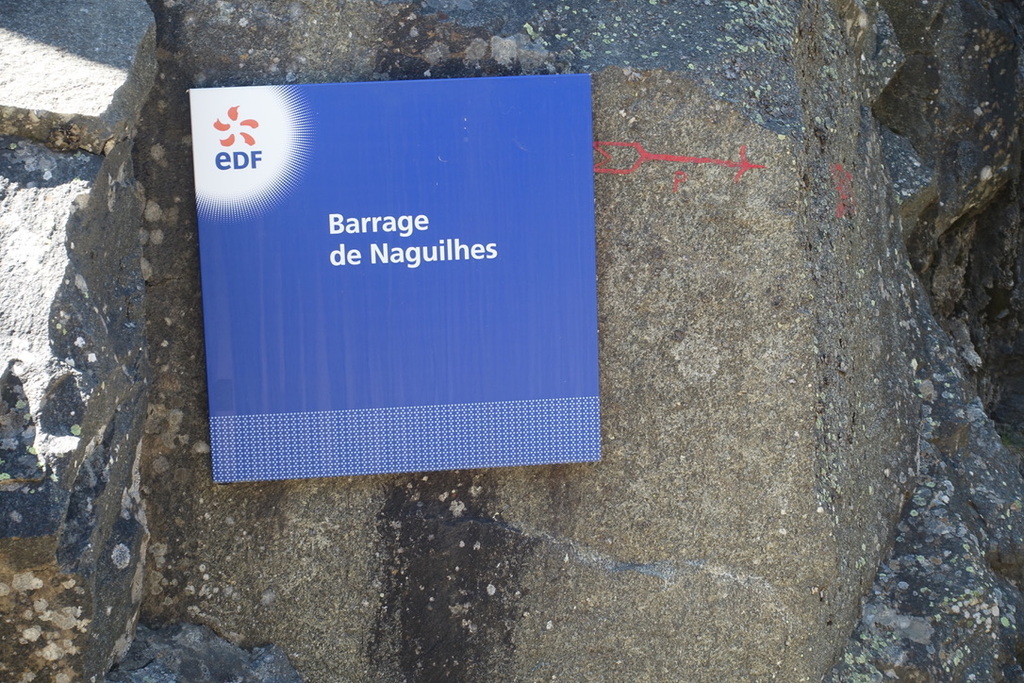 eDF
Barrage
de Naguilhes